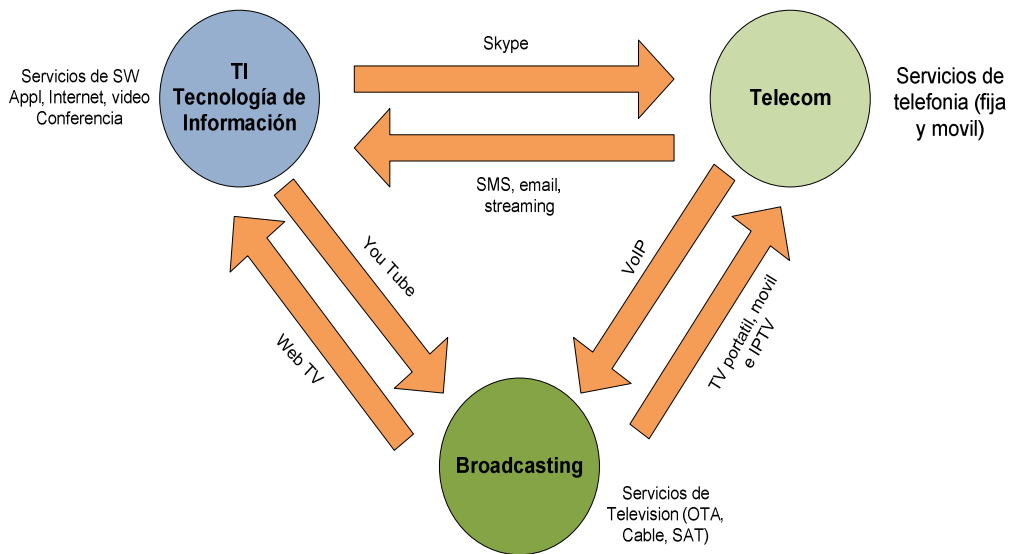 Skype
TI
Tecnología de
Información
Servicios de SW
Appl, Internet, video
Conferencia
Telecom
Servicios de
telefonia (fija
y movil)
SMS, email,
streaming
You Tube
Web TV
VoIP
TV portatil, movil
e IPTV
Broadcasting
Servicios de
Television (OTA,
Cable, SAT)